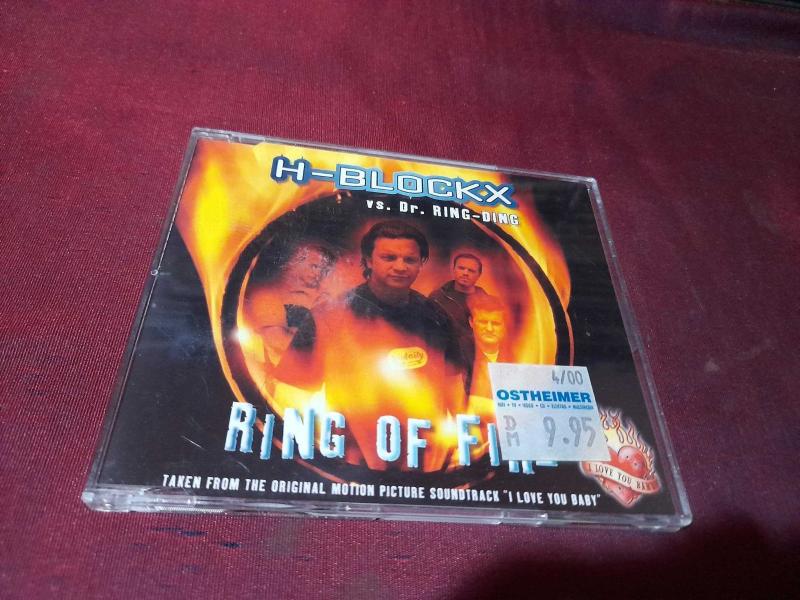 H-BLOCKX
vs. Dr. RING-DING
4/00
OSTHEIMER
DM 9.95
RING OF FI
I LOVE YOU BABY
TAKEN FROM THE ORIGINAL MOTION PICTURE SOUNDTRACK "I LOVE YOU BABY"